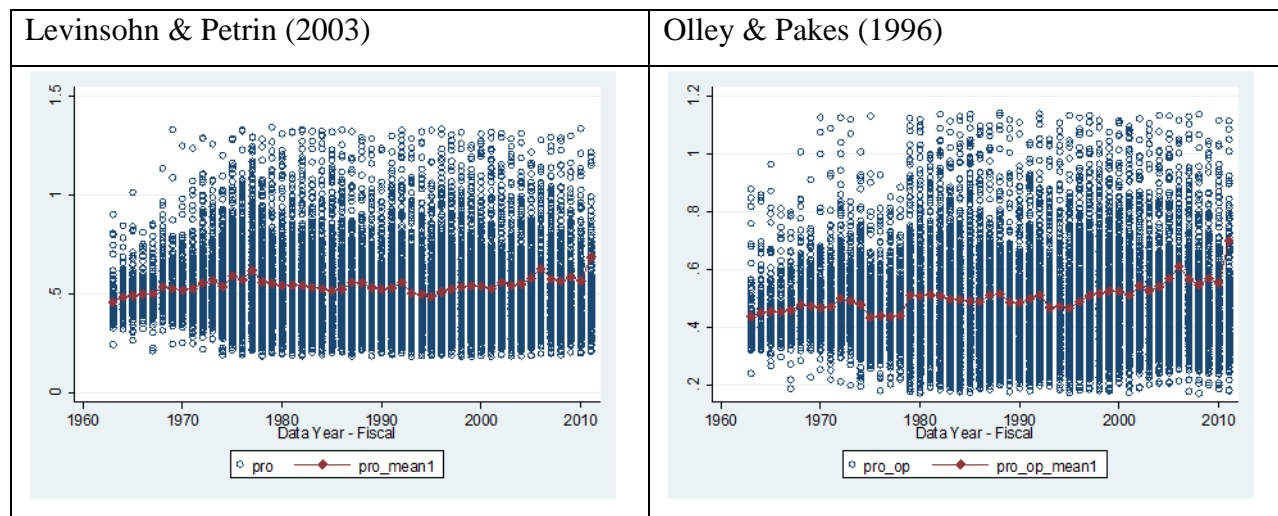 Levinsohn & Petrin (2003)
Olley & Pakes (1996)
1.5
1
.5
0
1960 1970 1980 1990 2000 2010
Data Year - Fiscal
pro pro_mean1
1.2
1
.8
.6
.4
.2
1960 1970 1980 1990 2000 2010
Data Year - Fiscal
pro_op pro_op_mean1